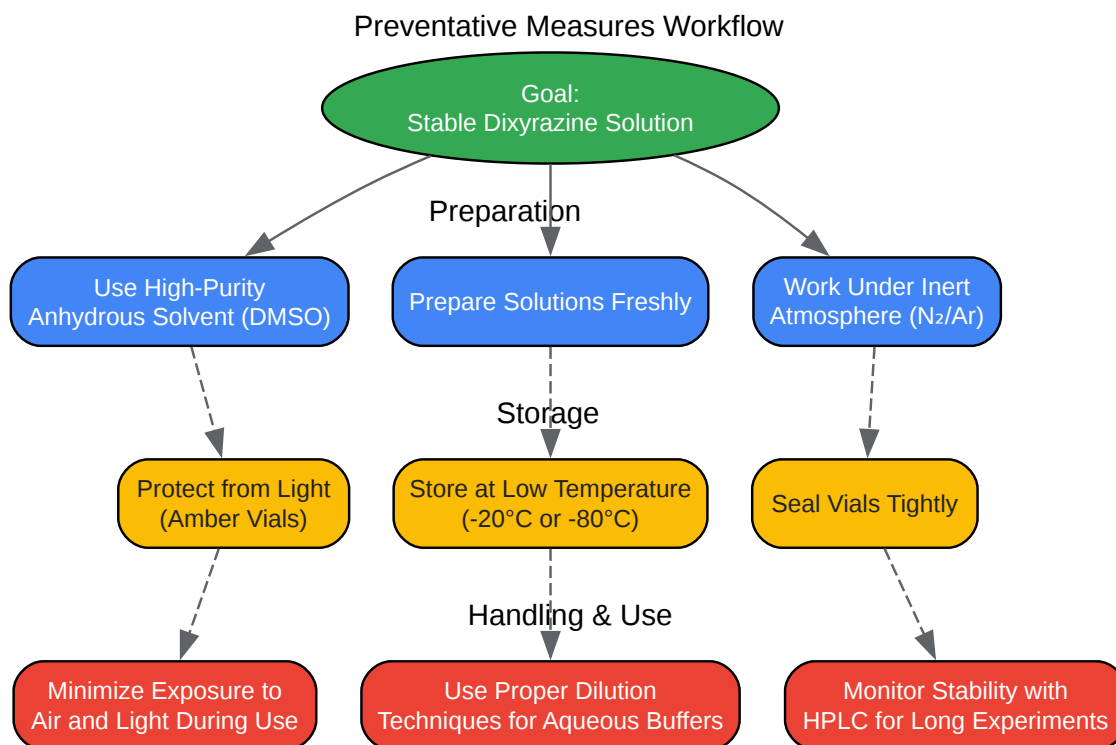 Preventative Measures Workflow
Goal:
Stable Dixyrazine Solution
Preparation
Use High-Purity
Anhydrous Solvent (DMSO)
Prepare Solutions Freshly
Work Under Inert
Atmosphere (N₂/Ar)
Storage
Protect from Light
(Amber Vials)
Store at Low Temperature
(-20°C or -80°C)
Seal Vials Tightly
Handling & Use
Minimize Exposure to
Air and Light During Use
Use Proper Dilution
Techniques for Aqueous Buffers
Monitor Stability with
HPLC for Long Experiments